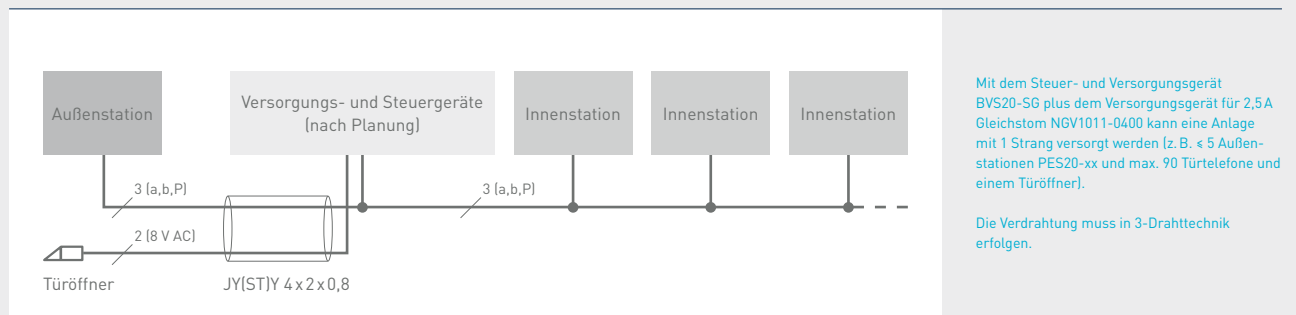 Außenstation
Versorgungs- und Steuergeräte
(nach Planung)
Innenstation
Innenstation
Innenstation
3 (a,b,P)
3 (a,b,P)
2 (8 V AC)
Türöffner
JY(ST)Y 4 x 2 x 0,8
Mit dem Steuer- und Versorgungsgerät
BVS20-SG plus dem Versorgungsgerät für 2,5 A
Gleichstom NGV1011-0400 kann eine Anlage
mit 1 Strang versorgt werden (z. B. ≤ 5 Außen-
stationen PES20-xx und max. 90 Türtelefone und
einem Türöffner).
Die Verdrahtung muss in 3-Drahttechnik
erfolgen.